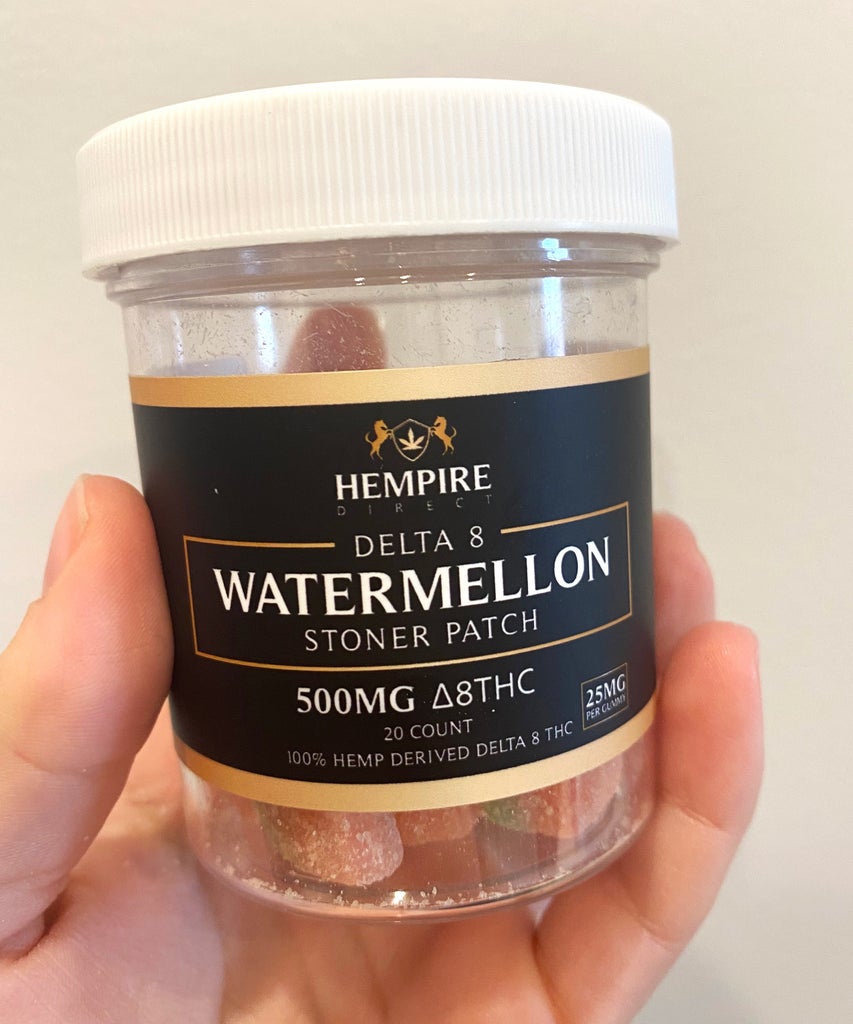 HEMPIRE
DIRECT
DELTA 8
WATERMELLON
STONER PATCH
500MG Δ8THC
25MG
PER GUMMY
20 COUNT
100% HEMP DERIVED DELTA 8 THC